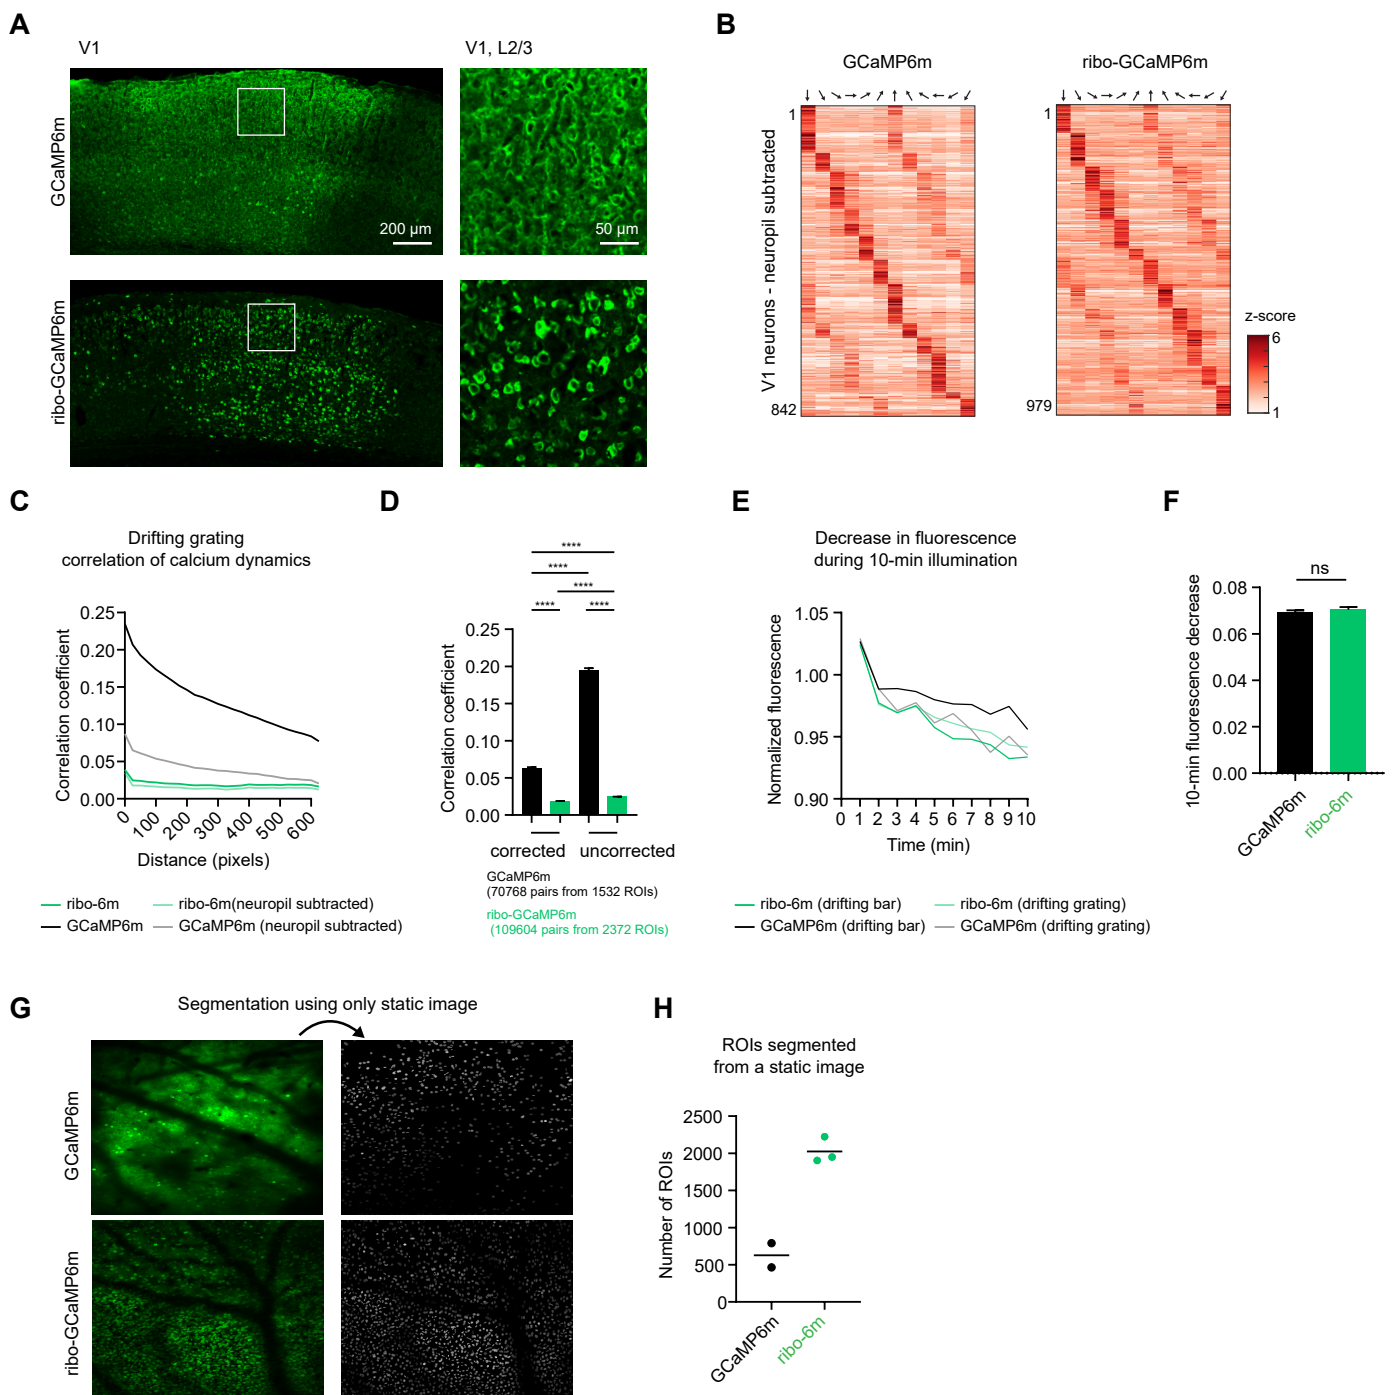 A
V1
V1, L2/3
GCaMP6m
200 µm
50 µm
ribo-GCaMP6m
B
GCaMP6m
ribo-GCaMP6m
V1 neurons - neuropil subtracted
1
842
1
979
z-score
6
1
C
Drifting grating
correlation of calcium dynamics
Correlation coefficient
0.25
0.20
0.15
0.10
0.05
0.00
0
100
200
300
400
500
600
Distance (pixels)
ribo-6m
ribo-6m(neuropil subtracted)
GCaMP6m
GCaMP6m (neuropil subtracted)
D
****
****
****
****
****
Correlation coefficient
0.25
0.20
0.15
0.10
0.05
0.00
corrected
uncorrected
GCaMP6m
(70768 pairs from 1532 ROIs)
ribo-GCaMP6m
(109604 pairs from 2372 ROIs)
E
Decrease in fluorescence
during 10-min illumination
Normalized fluorescence
1.05
1.00
0.95
0.90
0 1 2 3 4 5 6 7 8 9 10
Time (min)
ribo-6m (drifting bar)
ribo-6m (drifting grating)
GCaMP6m (drifting bar)
GCaMP6m (drifting grating)
F
ns
10-min fluorescence decrease
0.08
0.06
0.04
0.02
0.00
GCaMP6m
ribo-6m
G
Segmentation using only static image
GCaMP6m
ribo-GCaMP6m
H
ROIs segmented
from a static image
Number of ROIs
2500
2000
1500
1000
500
0
GCaMP6m
ribo-6m